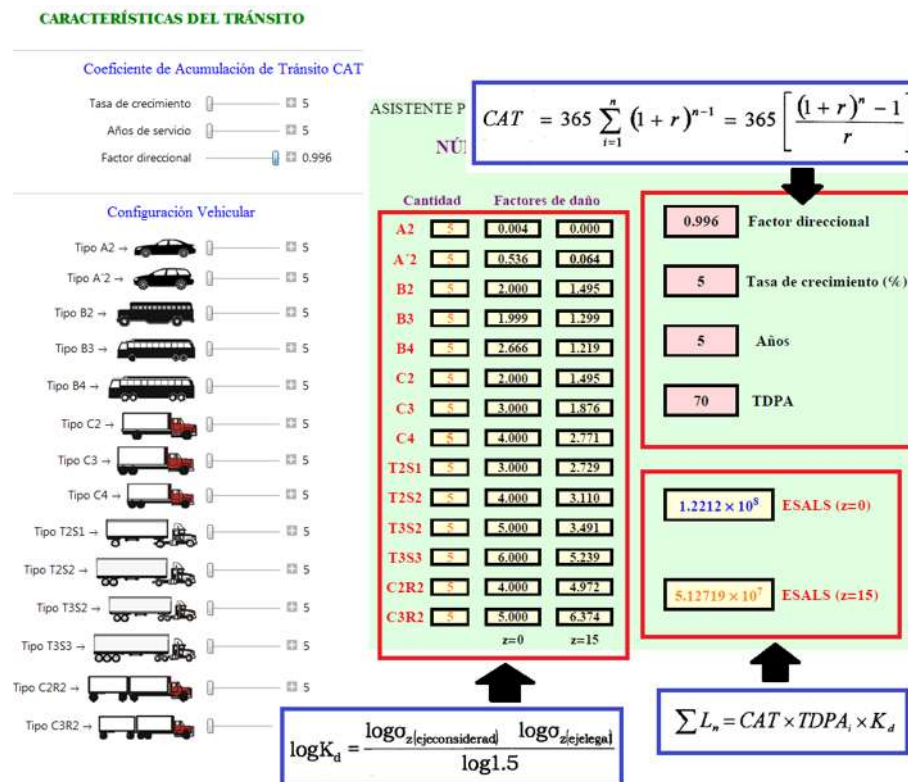 CARACTERÍSTICAS DEL TRÁNSITO
Coeficiente de Acumulación de Tránsito CAT
Tasa de crecimiento 5
Años de servicio 5
Factor direccional 0.996
Configuración Vehicular
Tipo A2 → 5
Tipo A´2 → 5
Tipo B2 → 5
Tipo B3 → 5
Tipo B4 → 5
Tipo C2 → 5
Tipo C3 → 5
Tipo C4 → 5
Tipo T2S1 → 5
Tipo T2S2 → 5
Tipo T3S2 → 5
Tipo T3S3 → 5
Tipo C2R2 → 5
Tipo C3R2 →
ASISTENTE P
CAT = 365 \sum_{i=1}^{n} (1 + r)^{n-1} = 365 [ ((1 + r)^n - 1) / r ]
Cantidad Factores de daño
A2 5 0.004 0.000
A´2 5 0.536 0.064
B2 5 2.000 1.495
B3 5 1.999 1.299
B4 5 2.666 1.219
C2 5 2.000 1.495
C3 5 3.000 1.876
C4 5 4.000 2.771
T2S1 5 3.000 2.729
T2S2 5 4.000 3.110
T3S2 5 5.000 3.491
T3S3 5 6.000 5.239
C2R2 5 4.000 4.972
C3R2 5 5.000 6.374
z=0 z=15
0.996 Factor direccional
5 Tasa de crecimiento (%)
5 Años
70 TDPA
1.2212 × 10⁸ ESALS (z=0)
5.12719 × 10⁷ ESALS (z=15)
logK_d = (logσ_z(ejeconsiderad) logσ_z(ejelegal)) / log1.5
∑ L_n = CAT × TDPA_i × K_d